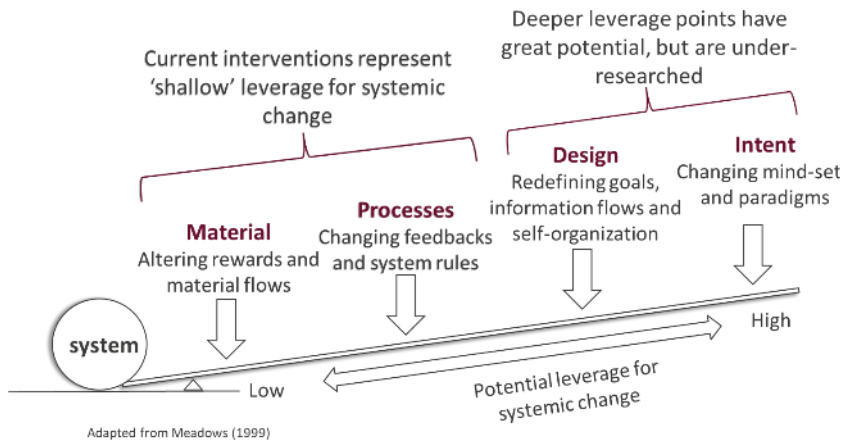 Current interventions represent
'shallow' leverage for systemic
change
Deeper leverage points have
great potential, but are under-
researched
Material
Altering rewards and
material flows
Processes
Changing feedbacks
and system rules
Design
Redefining goals,
information flows and
self-organization
Intent
Changing mind-set
and paradigms
system
Low
High
Potential leverage for
systemic change
Adapted from Meadows (1999)